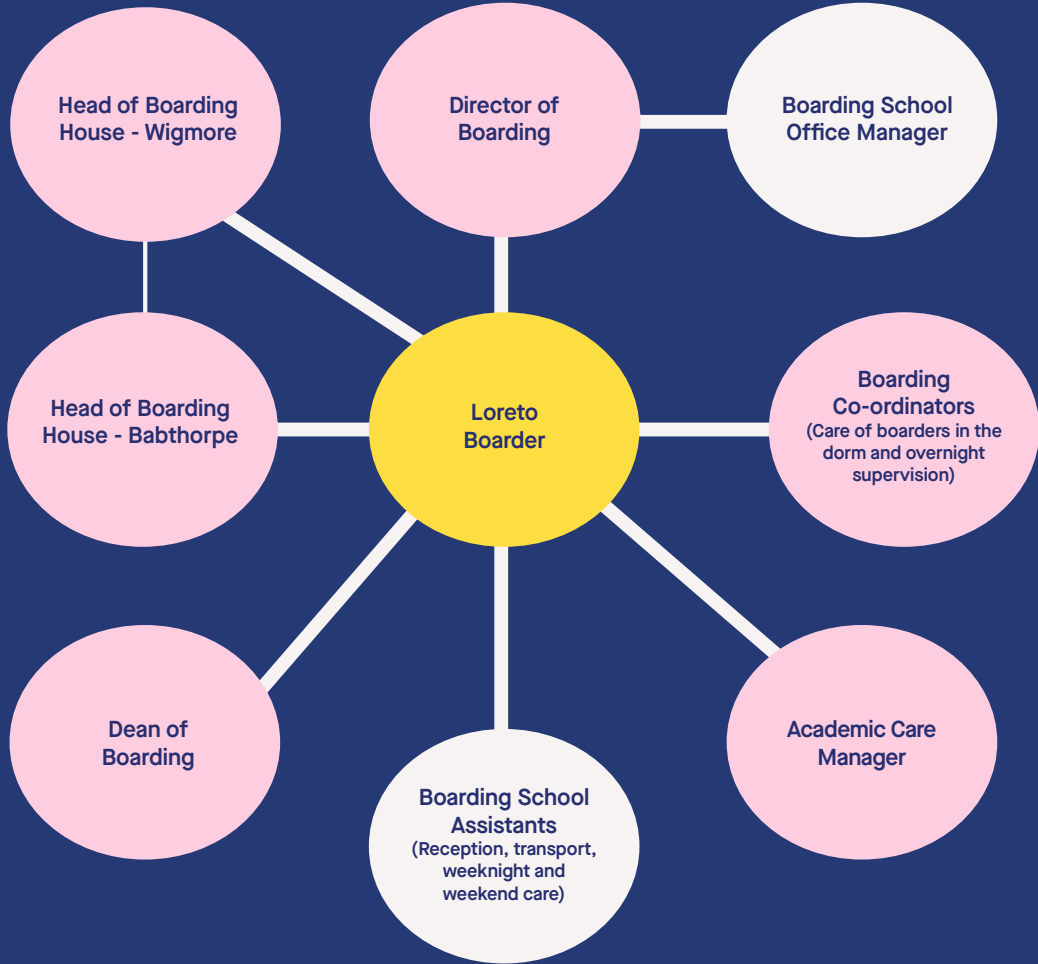 Head of Boarding
House - Wigmore
Director of
Boarding
Boarding School
Office Manager
Head of Boarding
House - Babthorpe
Loreto
Boarder
Boarding
Co-ordinators
(Care of boarders in the
dorm and overnight
supervision)
Dean of
Boarding
Boarding School
Assistants
(Reception, transport,
weeknight and
weekend care)
Academic Care
Manager